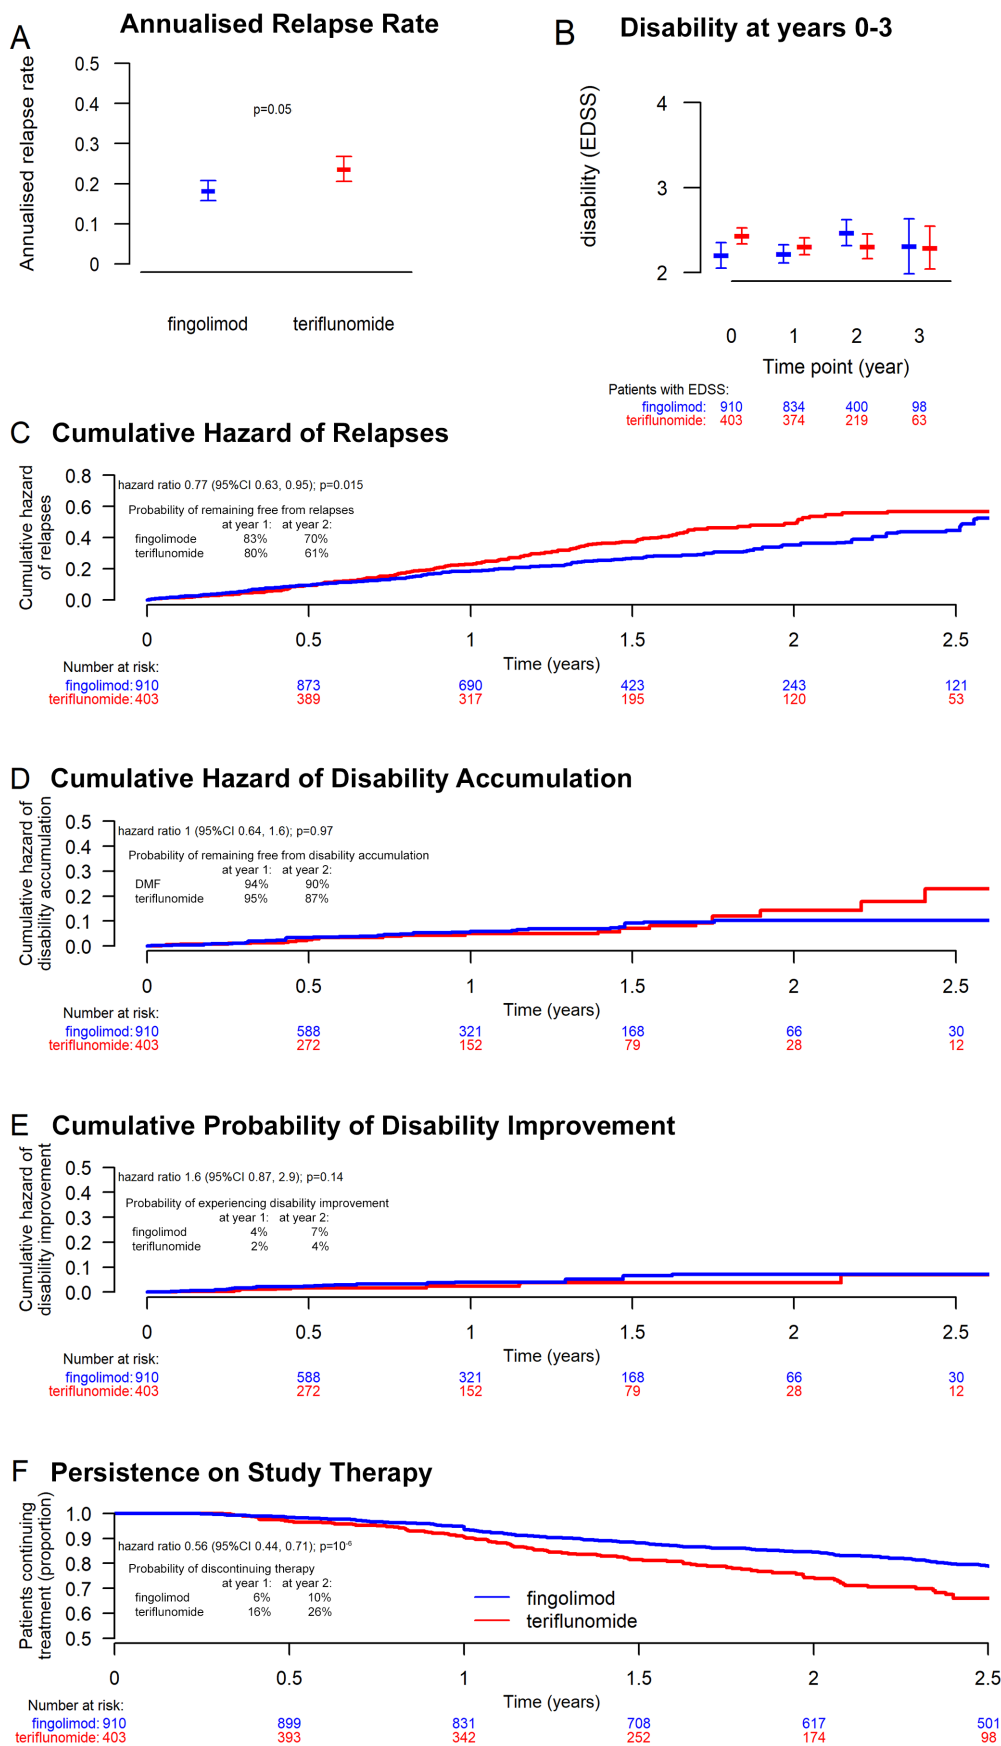 A
Annualised Relapse Rate
Annualised relapse rate
0.5
0.4
0.3
0.2
0.1
0
p=0.05
fingolimod teriflunomide
B
Disability at years 0-3
disability (EDSS)
4
3
2
0 1 2 3
Time point (year)
Patients with EDSS:
fingolimod: 910 834 400 98
teriflunomide: 403 374 219 63
C Cumulative Hazard of Relapses
Cumulative hazard
of relapses
0.8
0.6
0.4
0.2
0.0
hazard ratio 0.77 (95%CI 0.63, 0.95); p=0.015
Probability of remaining free from relapses
at year 1: at year 2:
fingolimode 83% 70%
teriflunomide 80% 61%
0 0.5 1 1.5 2 2.5
Time (years)
Number at risk:
fingolimod: 910 873 690 423 243 121
teriflunomide: 403 389 317 195 120 53
D Cumulative Hazard of Disability Accumulation
Cumulative hazard of
disability accumulation
0.5
0.4
0.3
0.2
0.1
0.0
hazard ratio 1 (95%CI 0.64, 1.6); p=0.97
Probability of remaining free from disability accumulation
at year 1: at year 2:
DMF 94% 90%
teriflunomide 95% 87%
0 0.5 1 1.5 2 2.5
Time (years)
Number at risk:
fingolimod: 910 588 321 168 66 30
teriflunomide: 403 272 152 79 28 12
E Cumulative Probability of Disability Improvement
Cumulative hazard of
disability improvement
0.5
0.4
0.3
0.2
0.1
0.0
hazard ratio 1.6 (95%CI 0.87, 2.9); p=0.14
Probability of experiencing disability improvement
at year 1: at year 2:
fingolimod 4% 7%
teriflunomide 2% 4%
0 0.5 1 1.5 2 2.5
Time (years)
Number at risk:
fingolimod: 910 588 321 168 66 30
teriflunomide: 403 272 152 79 28 12
F Persistence on Study Therapy
Patients continuing
treatment (proportion)
1.0
0.9
0.8
0.7
0.6
0.5
hazard ratio 0.56 (95%CI 0.44, 0.71); p=10⁻⁶
Probability of discontinuing therapy
at year 1: at year 2:
fingolimod 6% 10%
teriflunomide 16% 26%
fingolimod
teriflunomide
0 0.5 1 1.5 2 2.5
Time (years)
Number at risk:
fingolimod: 910 899 831 708 617 501
teriflunomide: 403 393 342 252 174 98